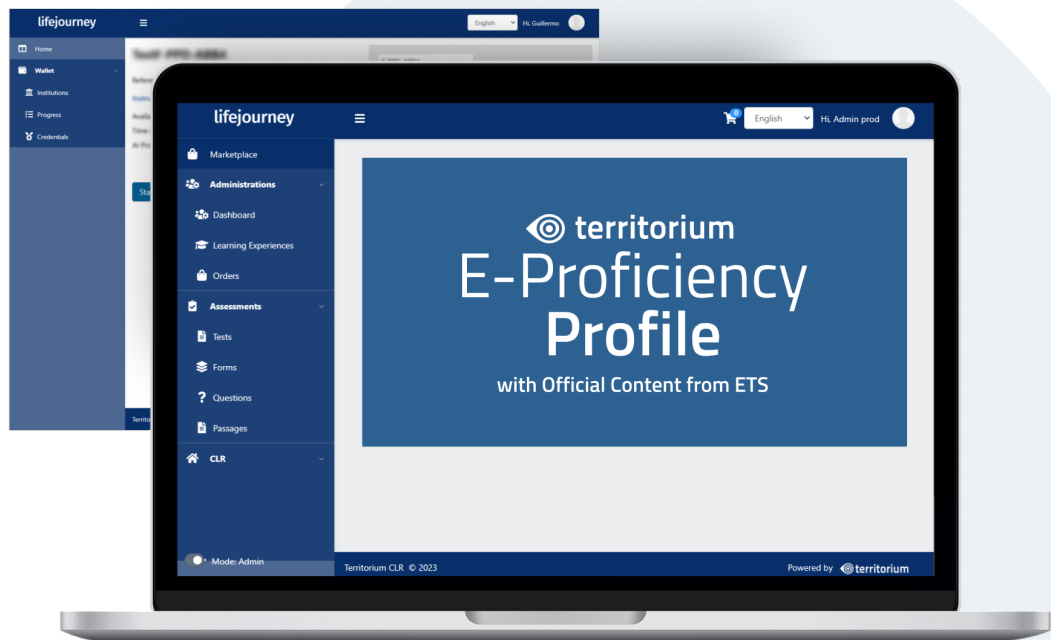 lifejourney
English
Hi, Guillermo
Home
Wallet
Institutions
Progress
Credentials
lifejourney
0
English
Hi, Admin prod
Marketplace
Administrations
Dashboard
Learning Experiences
Orders
Assessments
Tests
Forms
Questions
Passages
CLR
Mode: Admin
territorium
E-Proficiency
Profile
with Official Content from ETS
Territorium CLR © 2023
Powered by territorium